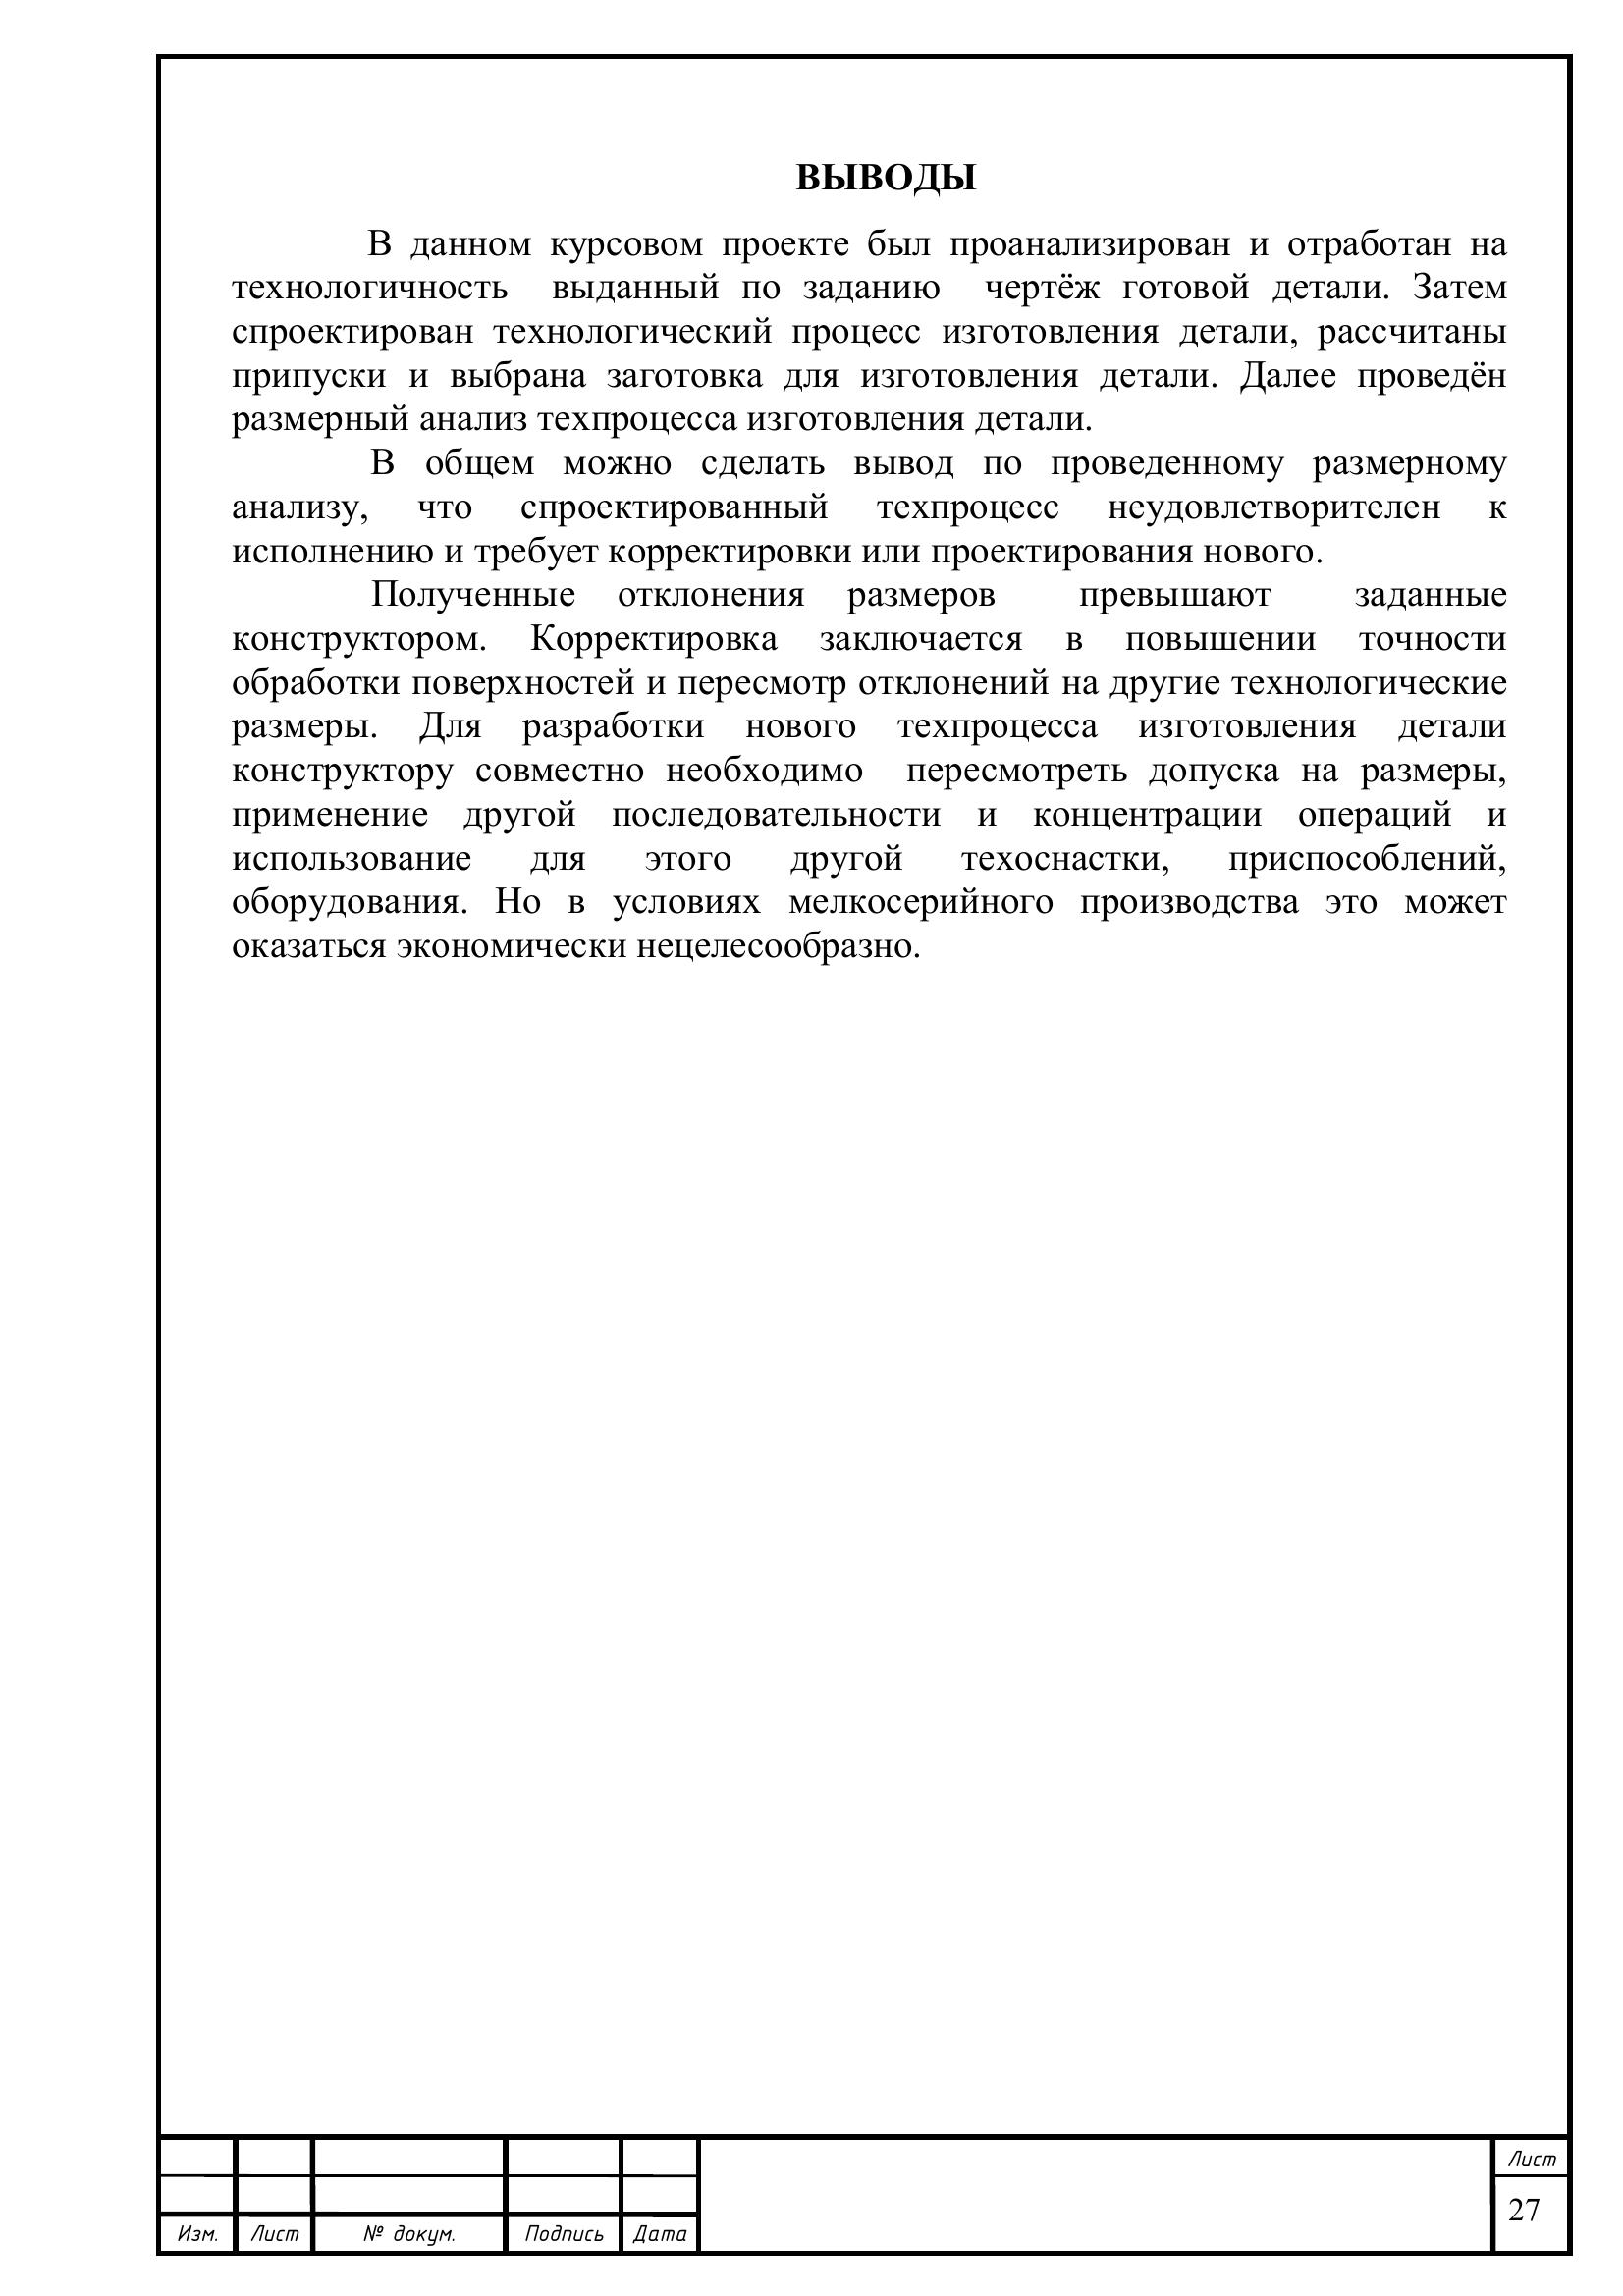 ВЫВОДЫ
В данном курсовом проекте был проанализирован и отработан на
технологичность выданный по заданию чертёж готовой детали. Затем
спроектирован технологический процесс изготовления детали, рассчитаны
припуски и выбрана заготовка для изготовления детали. Далее проведён
размерный анализ техпроцесса изготовления детали.
В общем можно сделать вывод по проведенному размерному
анализу, что спроектированный техпроцесс неудовлетворителен к
исполнению и требует корректировки или проектирования нового.
Полученные отклонения размеров превышают заданные
конструктором. Корректировка заключается в повышении точности
обработки поверхностей и пересмотр отклонений на другие технологические
размеры. Для разработки нового техпроцесса изготовления детали
конструктору совместно необходимо пересмотреть допуска на размеры,
применение другой последовательности и концентрации операций и
использование для этого другой техоснастки, приспособлений,
оборудования. Но в условиях мелкосерийного производства это может
оказаться экономически нецелесообразно.
Лист
27
Изм. Лист № докум. Подпись Дата